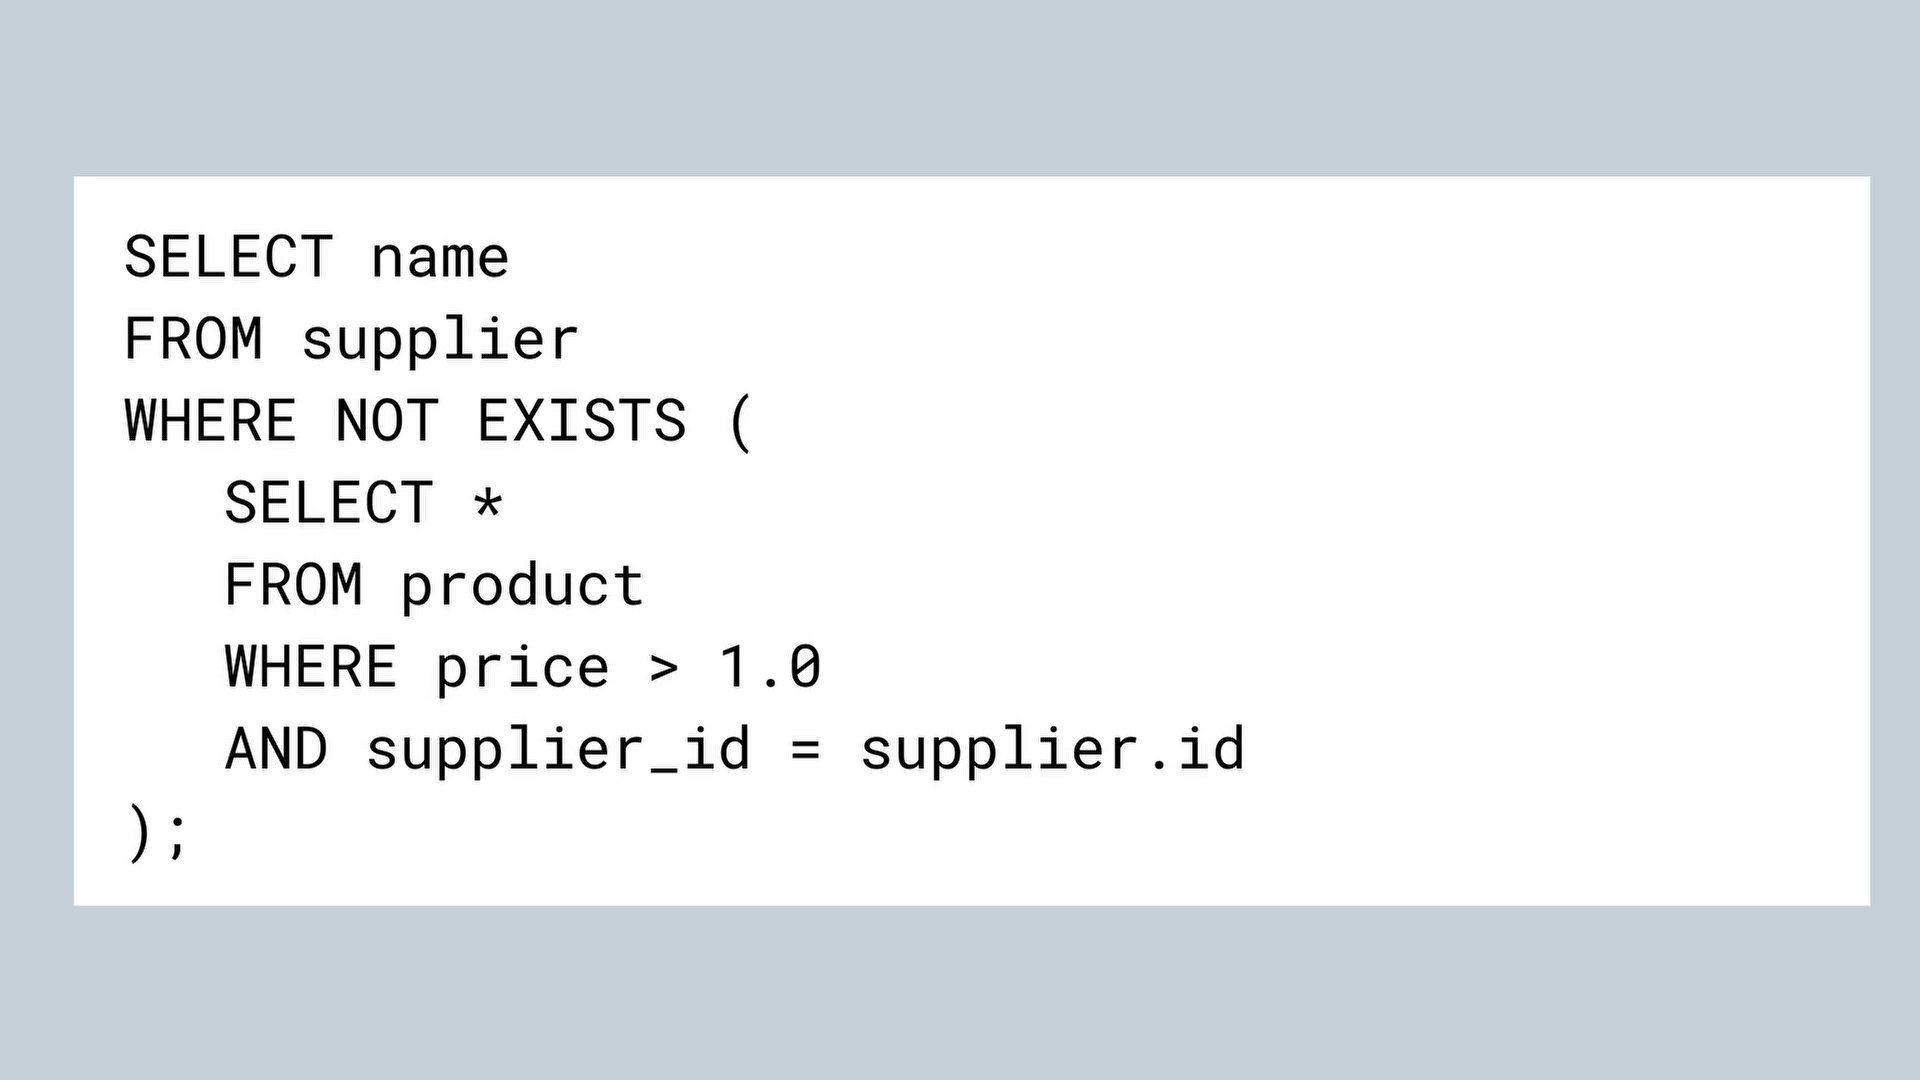 SELECT name
FROM supplier
WHERE NOT EXISTS (
SELECT *
FROM product
WHERE price > 1.0
AND supplier_id = supplier.id
);